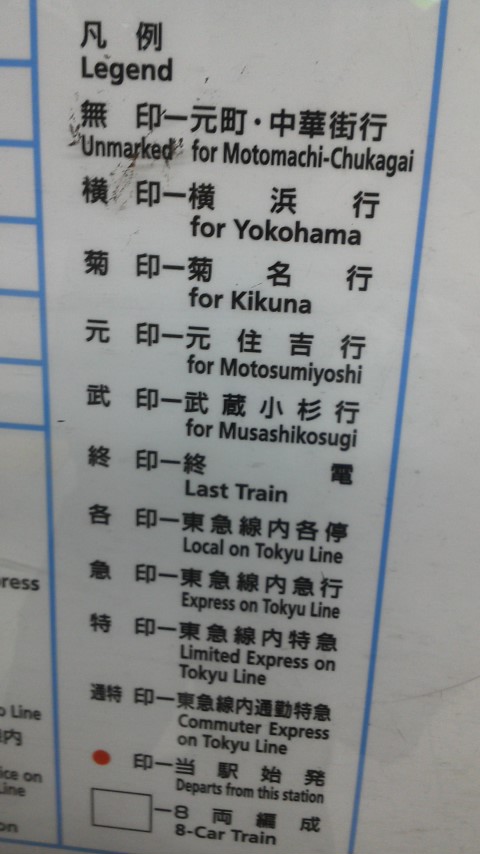 凡例
Legend
無印ー元町・中華街行
"Unmarked" for Motomachi-Chukagai
横印ー横浜行
for Yokohama
菊印ー菊名行
for Kikuna
元印ー元住吉行
for Motosumiyoshi
武印ー武蔵小杉行
for Musashikosugi
終印ー終電
Last Train
各印ー東急線内各停
Local on Tokyu Line
急印ー東急線内急行
Express on Tokyu Line
特印ー東急線内特急
Limited Express on
Tokyu Line
通特印ー東急線内通勤特急
Commuter Express
on Tokyu Line
●印ー当駅始発
Departs from this station
ー8両編成
8-Car Train
ress
Line
内
on
Line
on